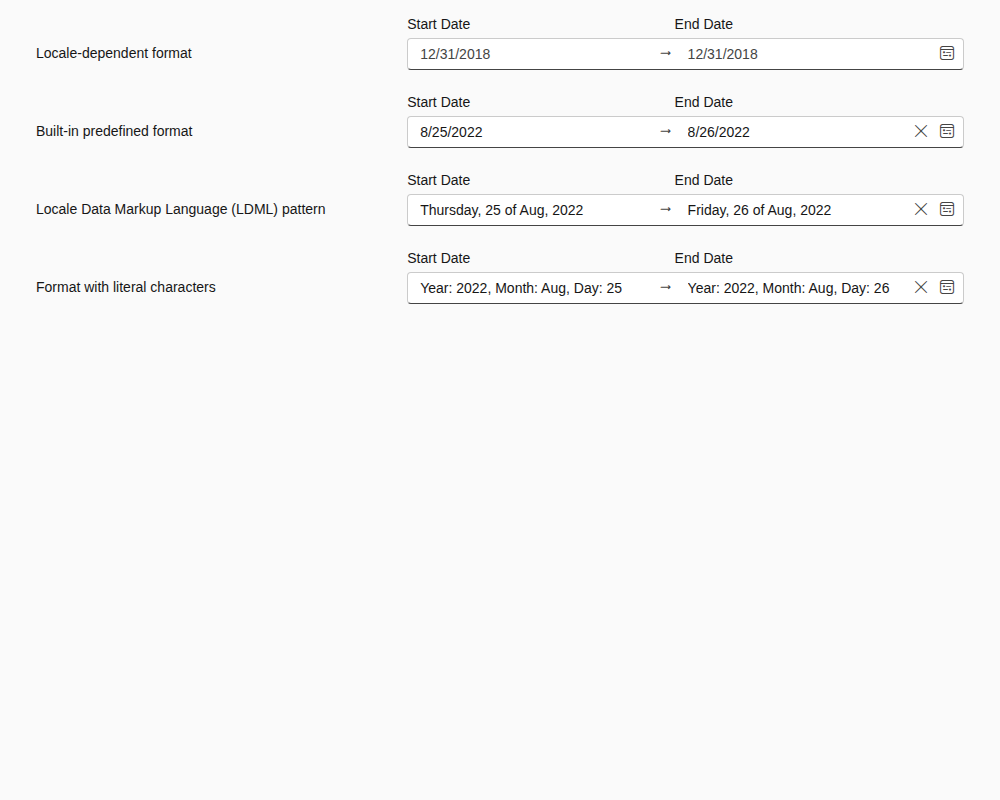 Start Date End Date
Locale-dependent format 12/31/2018 → 12/31/2018
Start Date End Date
Built-in predefined format 8/25/2022 → 8/26/2022
Start Date End Date
Locale Data Markup Language (LDML) pattern Thursday, 25 of Aug, 2022 → Friday, 26 of Aug, 2022
Start Date End Date
Format with literal characters Year: 2022, Month: Aug, Day: 25 → Year: 2022, Month: Aug, Day: 26